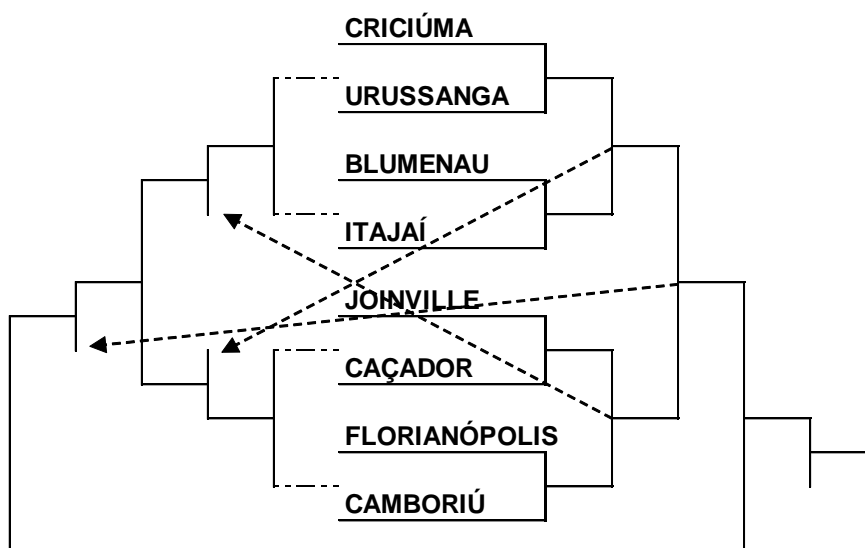 CRICIÚMA
URUSSANGA
BLUMENAU
ITAJAÍ
JOINVILLE
CAÇADOR
FLORIANÓPOLIS
CAMBORIÚ